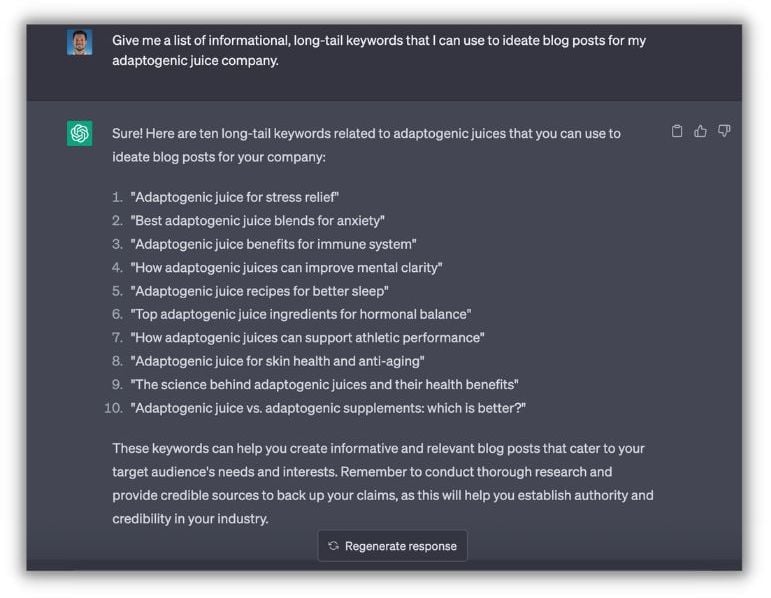 Give me a list of informational, long-tail keywords that I can use to ideate blog posts for my
adaptogenic juice company.
Sure! Here are ten long-tail keywords related to adaptogenic juices that you can use to
ideate blog posts for your company:
1. "Adaptogenic juice for stress relief"
2. "Best adaptogenic juice blends for anxiety"
3. "Adaptogenic juice benefits for immune system"
4. "How adaptogenic juices can improve mental clarity"
5. "Adaptogenic juice recipes for better sleep"
6. "Top adaptogenic juice ingredients for hormonal balance"
7. "How adaptogenic juices can support athletic performance"
8. "Adaptogenic juice for skin health and anti-aging"
9. "The science behind adaptogenic juices and their health benefits"
10. "Adaptogenic juice vs. adaptogenic supplements: which is better?"
These keywords can help you create informative and relevant blog posts that cater to your
target audience's needs and interests. Remember to conduct thorough research and
provide credible sources to back up your claims, as this will help you establish authority and
credibility in your industry.
Regenerate response